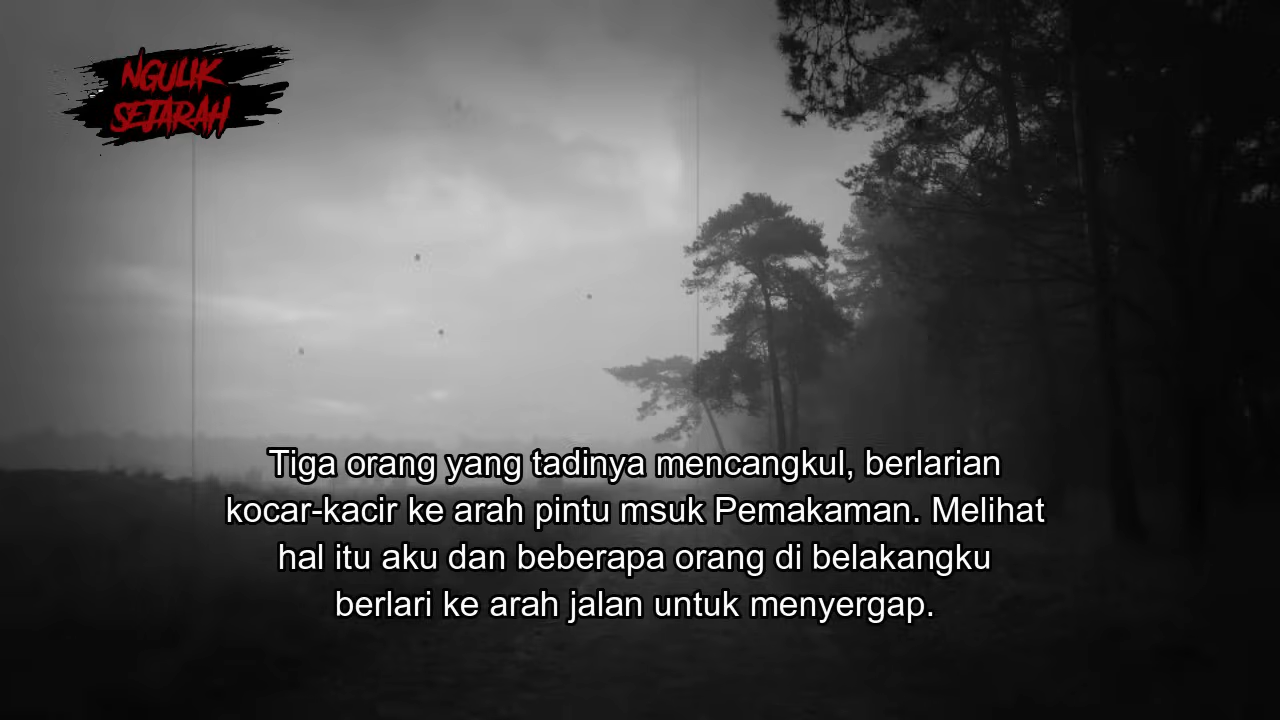 NGULIK
SEJARAH
Tiga orang yang tadinya mencangkul, berlarian
kocar-kacir ke arah pintu msuk Pemakaman. Melihat
hal itu aku dan beberapa orang di belakangku
berlari ke arah jalan untuk menyergap.